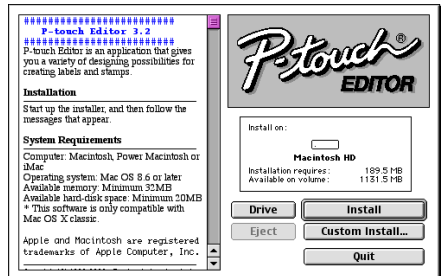 ########################
P-touch Editor 3.2
########################
P-touch Editor is an application that gives
you a variety of designing possibilities for
creating labels and stamps.
Installation
Start up the installer, and then follow the
messages that appear.
System Requirements
Computer: Macintosh, Power Macintosh or
iMac
Operating system: Mac OS 8.6 or later
Available memory: Minimum 32MB
Available hard-disk space: Minimum 20MB
* This software is only compatible with
Mac OS X classic.
Apple and Macintosh are registered
trademarks of Apple Computer, Inc.
P-touch®
EDITOR
Install on:
Macintosh HD
Installation requires: 189.5 MB
Available on volume: 1131.5 MB
Drive
Install
Eject
Custom Install...
Quit